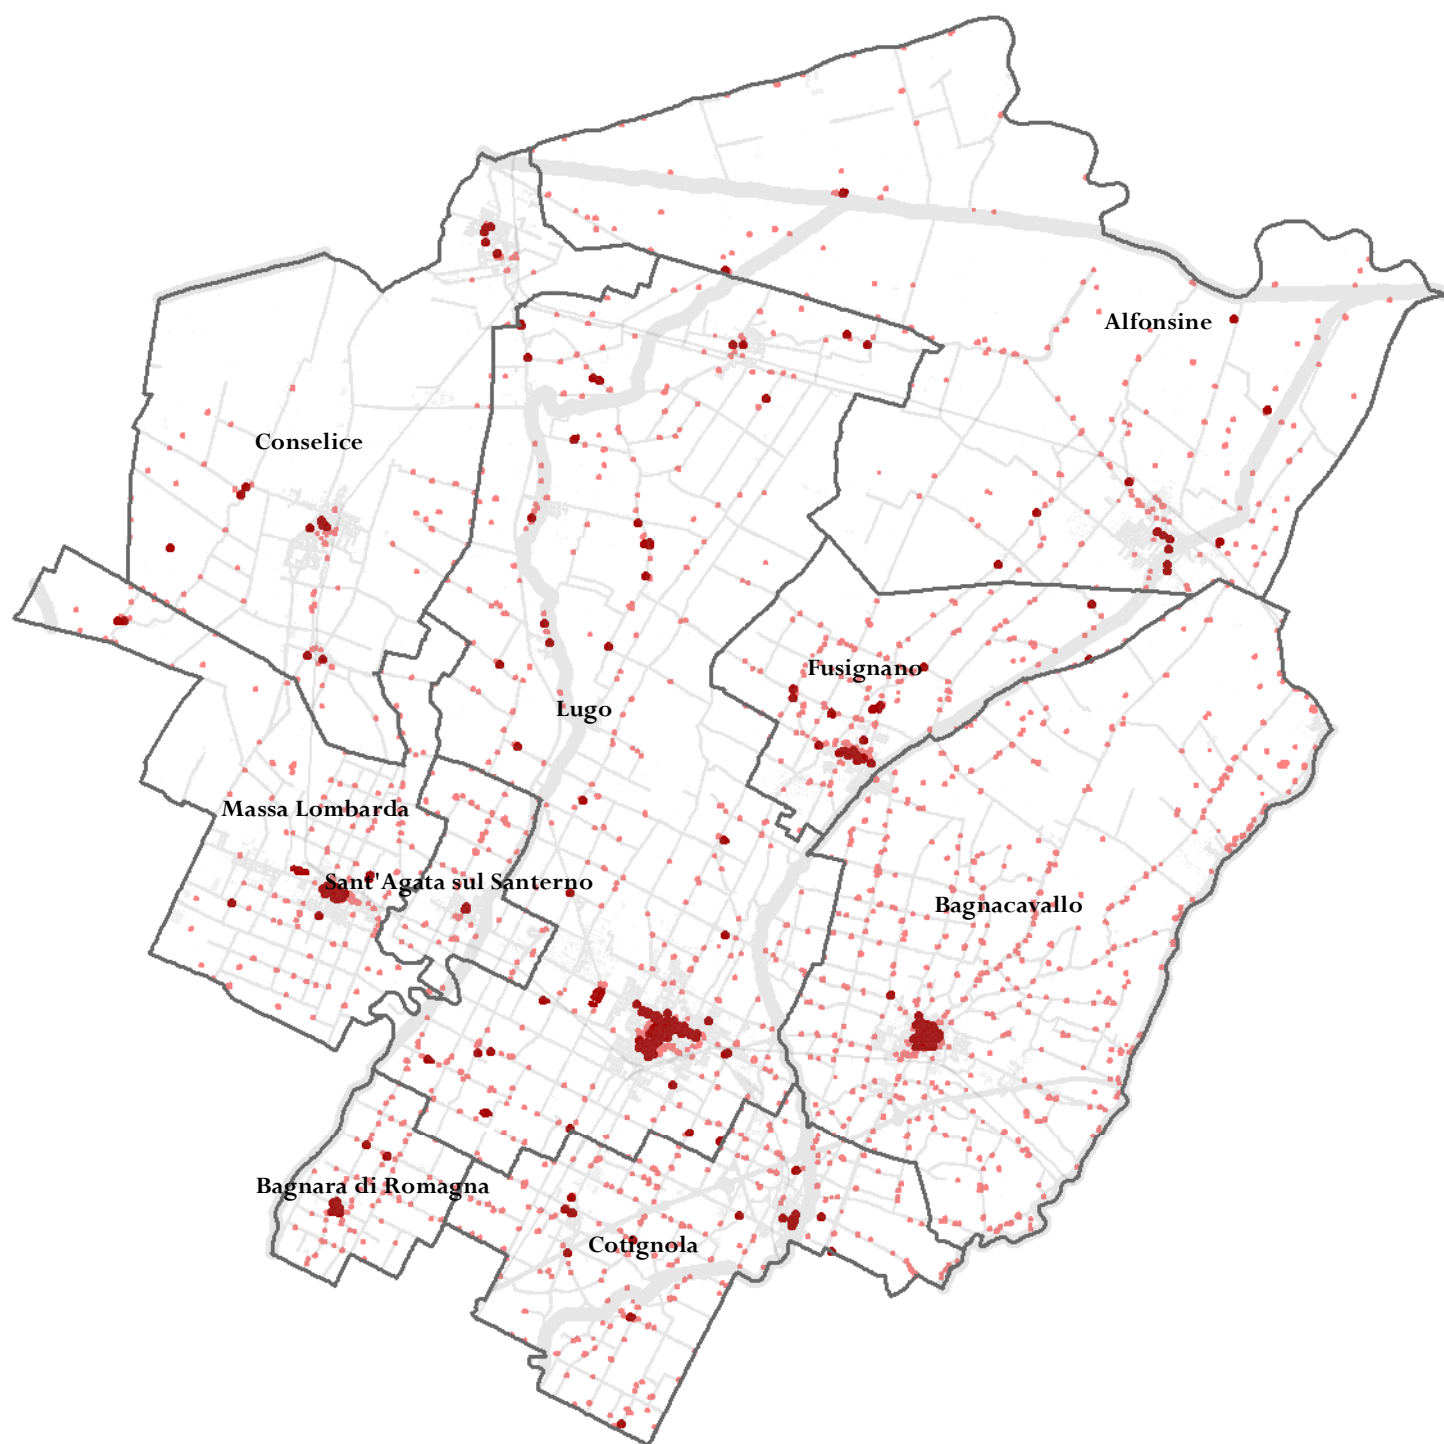 Alfonsine
Conselice
Fusignano
Lugo
Massa Lombarda
Sant'Agata sul Santerno
Bagnacavallo
Bagnara di Romagna
Cotignola